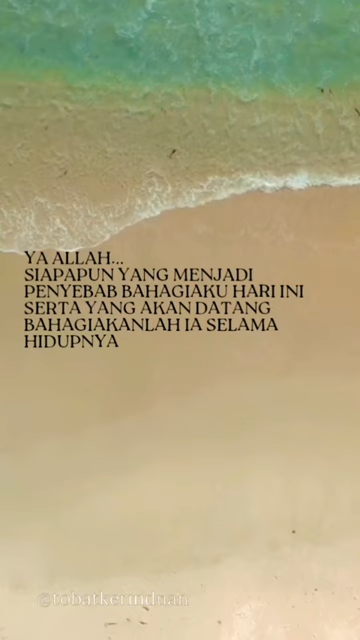 YA ALLAH...
SIAPAPUN YANG MENJADI
PENYEBAB BAHAGIAKU HARI INI
SERTA YANG AKAN DATANG
BAHAGIAKANLAH IA SELAMA
HIDUPNYA